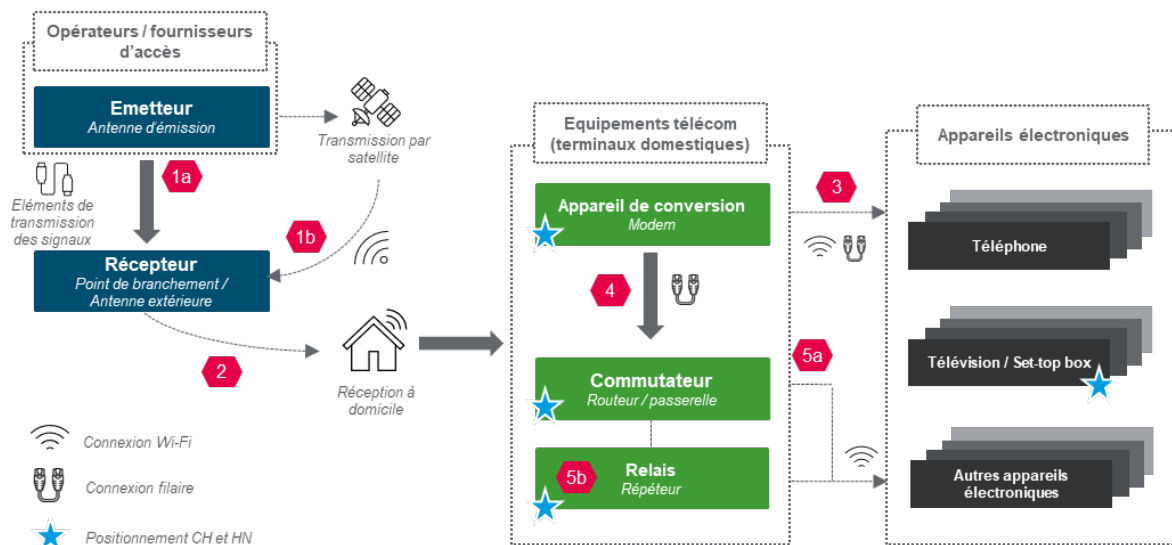 Opérateurs / fournisseurs
d'accès
Emetteur
Antenne d'émission
Transmission par
satellite
1a
Eléments de
transmission
des signaux
1b
Récepteur
Point de branchement /
Antenne extérieure
2
Réception à
domicile
Connexion Wi-Fi
Connexion filaire
Positionnement CH et HN
Equipements télécom
(terminaux domestiques)
Appareil de conversion
Modem
3
4
Commutateur
Routeur / passerelle
5a
5b
Relais
Répéteur
Appareils électroniques
Téléphone
Télévision / Set-top box
Autres appareils
électroniques